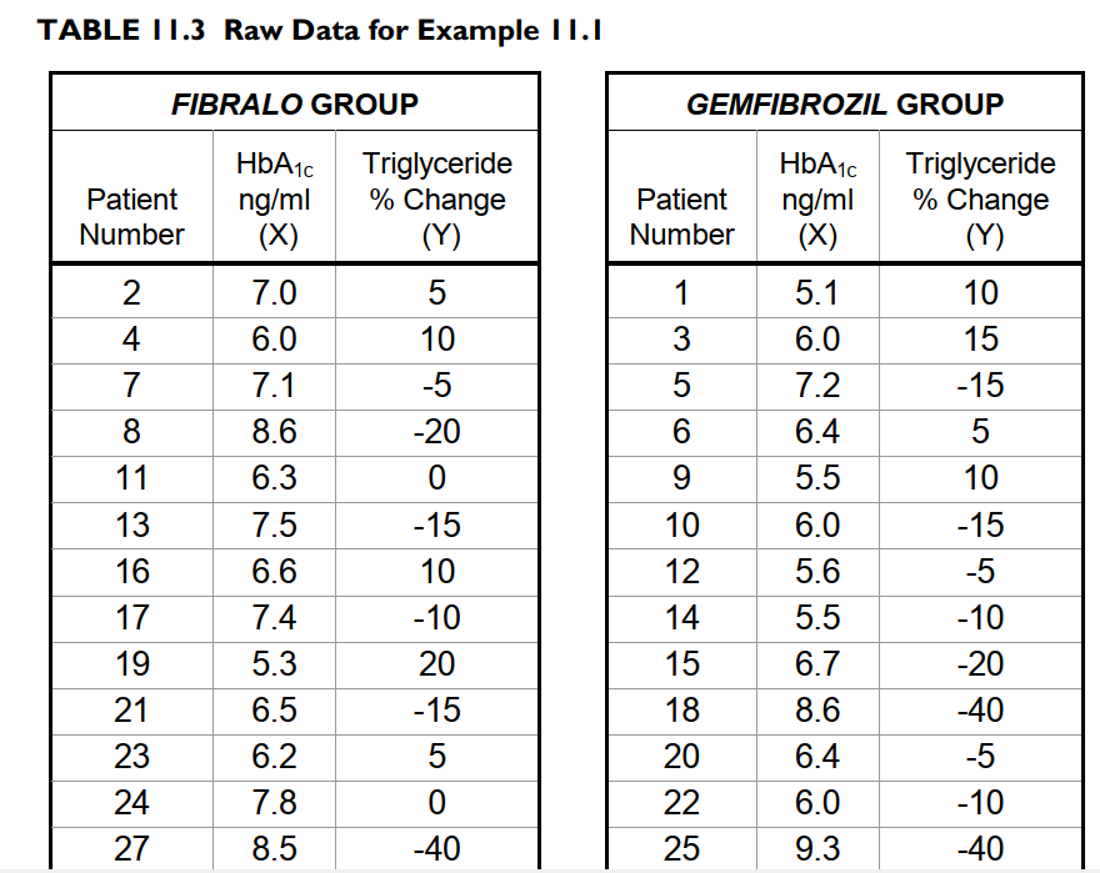 TABLE 11.3 Raw Data for Example 11.1
FIBRALO GROUP
Patient Number HbA1c ng/ml (X) Triglyceride % Change (Y)
2 7.0 5
4 6.0 10
7 7.1 -5
8 8.6 -20
11 6.3 0
13 7.5 -15
16 6.6 10
17 7.4 -10
19 5.3 20
21 6.5 -15
23 6.2 5
24 7.8 0
27 8.5 -40
GEMFIBROZIL GROUP
Patient Number HbA1c ng/ml (X) Triglyceride % Change (Y)
1 5.1 10
3 6.0 15
5 7.2 -15
6 6.4 5
9 5.5 10
10 6.0 -15
12 5.6 -5
14 5.5 -10
15 6.7 -20
18 8.6 -40
20 6.4 -5
22 6.0 -10
25 9.3 -40